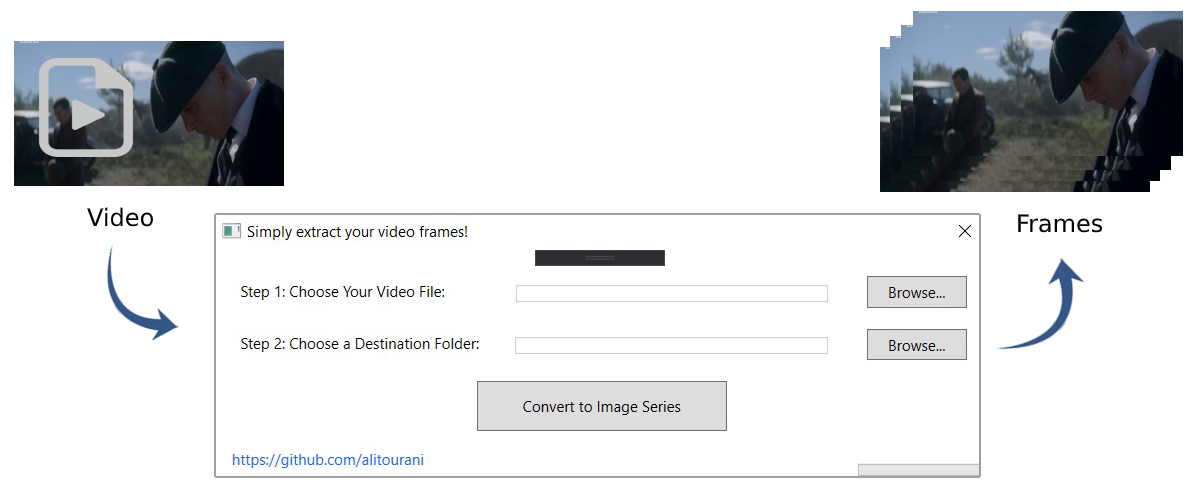 Video
Frames
Simply extract your video frames!
Step 1: Choose Your Video File:
Browse...
Step 2: Choose a Destination Folder:
Browse...
Convert to Image Series
https://github.com/alitourani